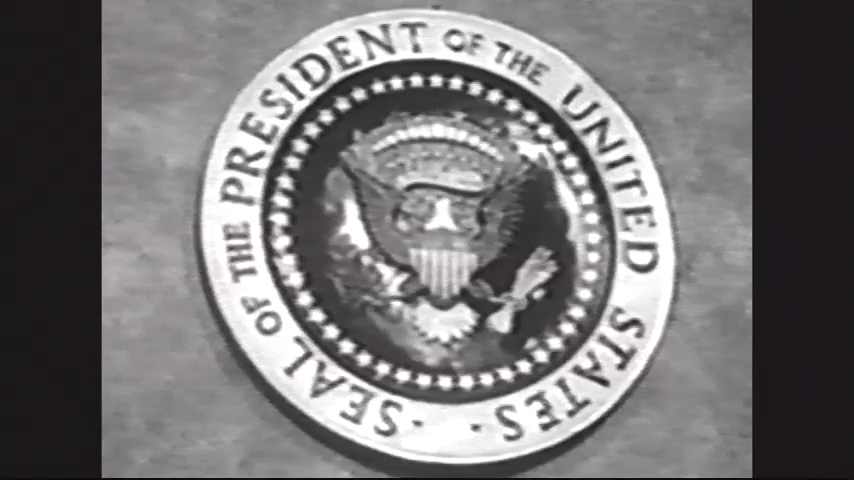 SEAL OF THE PRESIDENT OF THE UNITED STATES